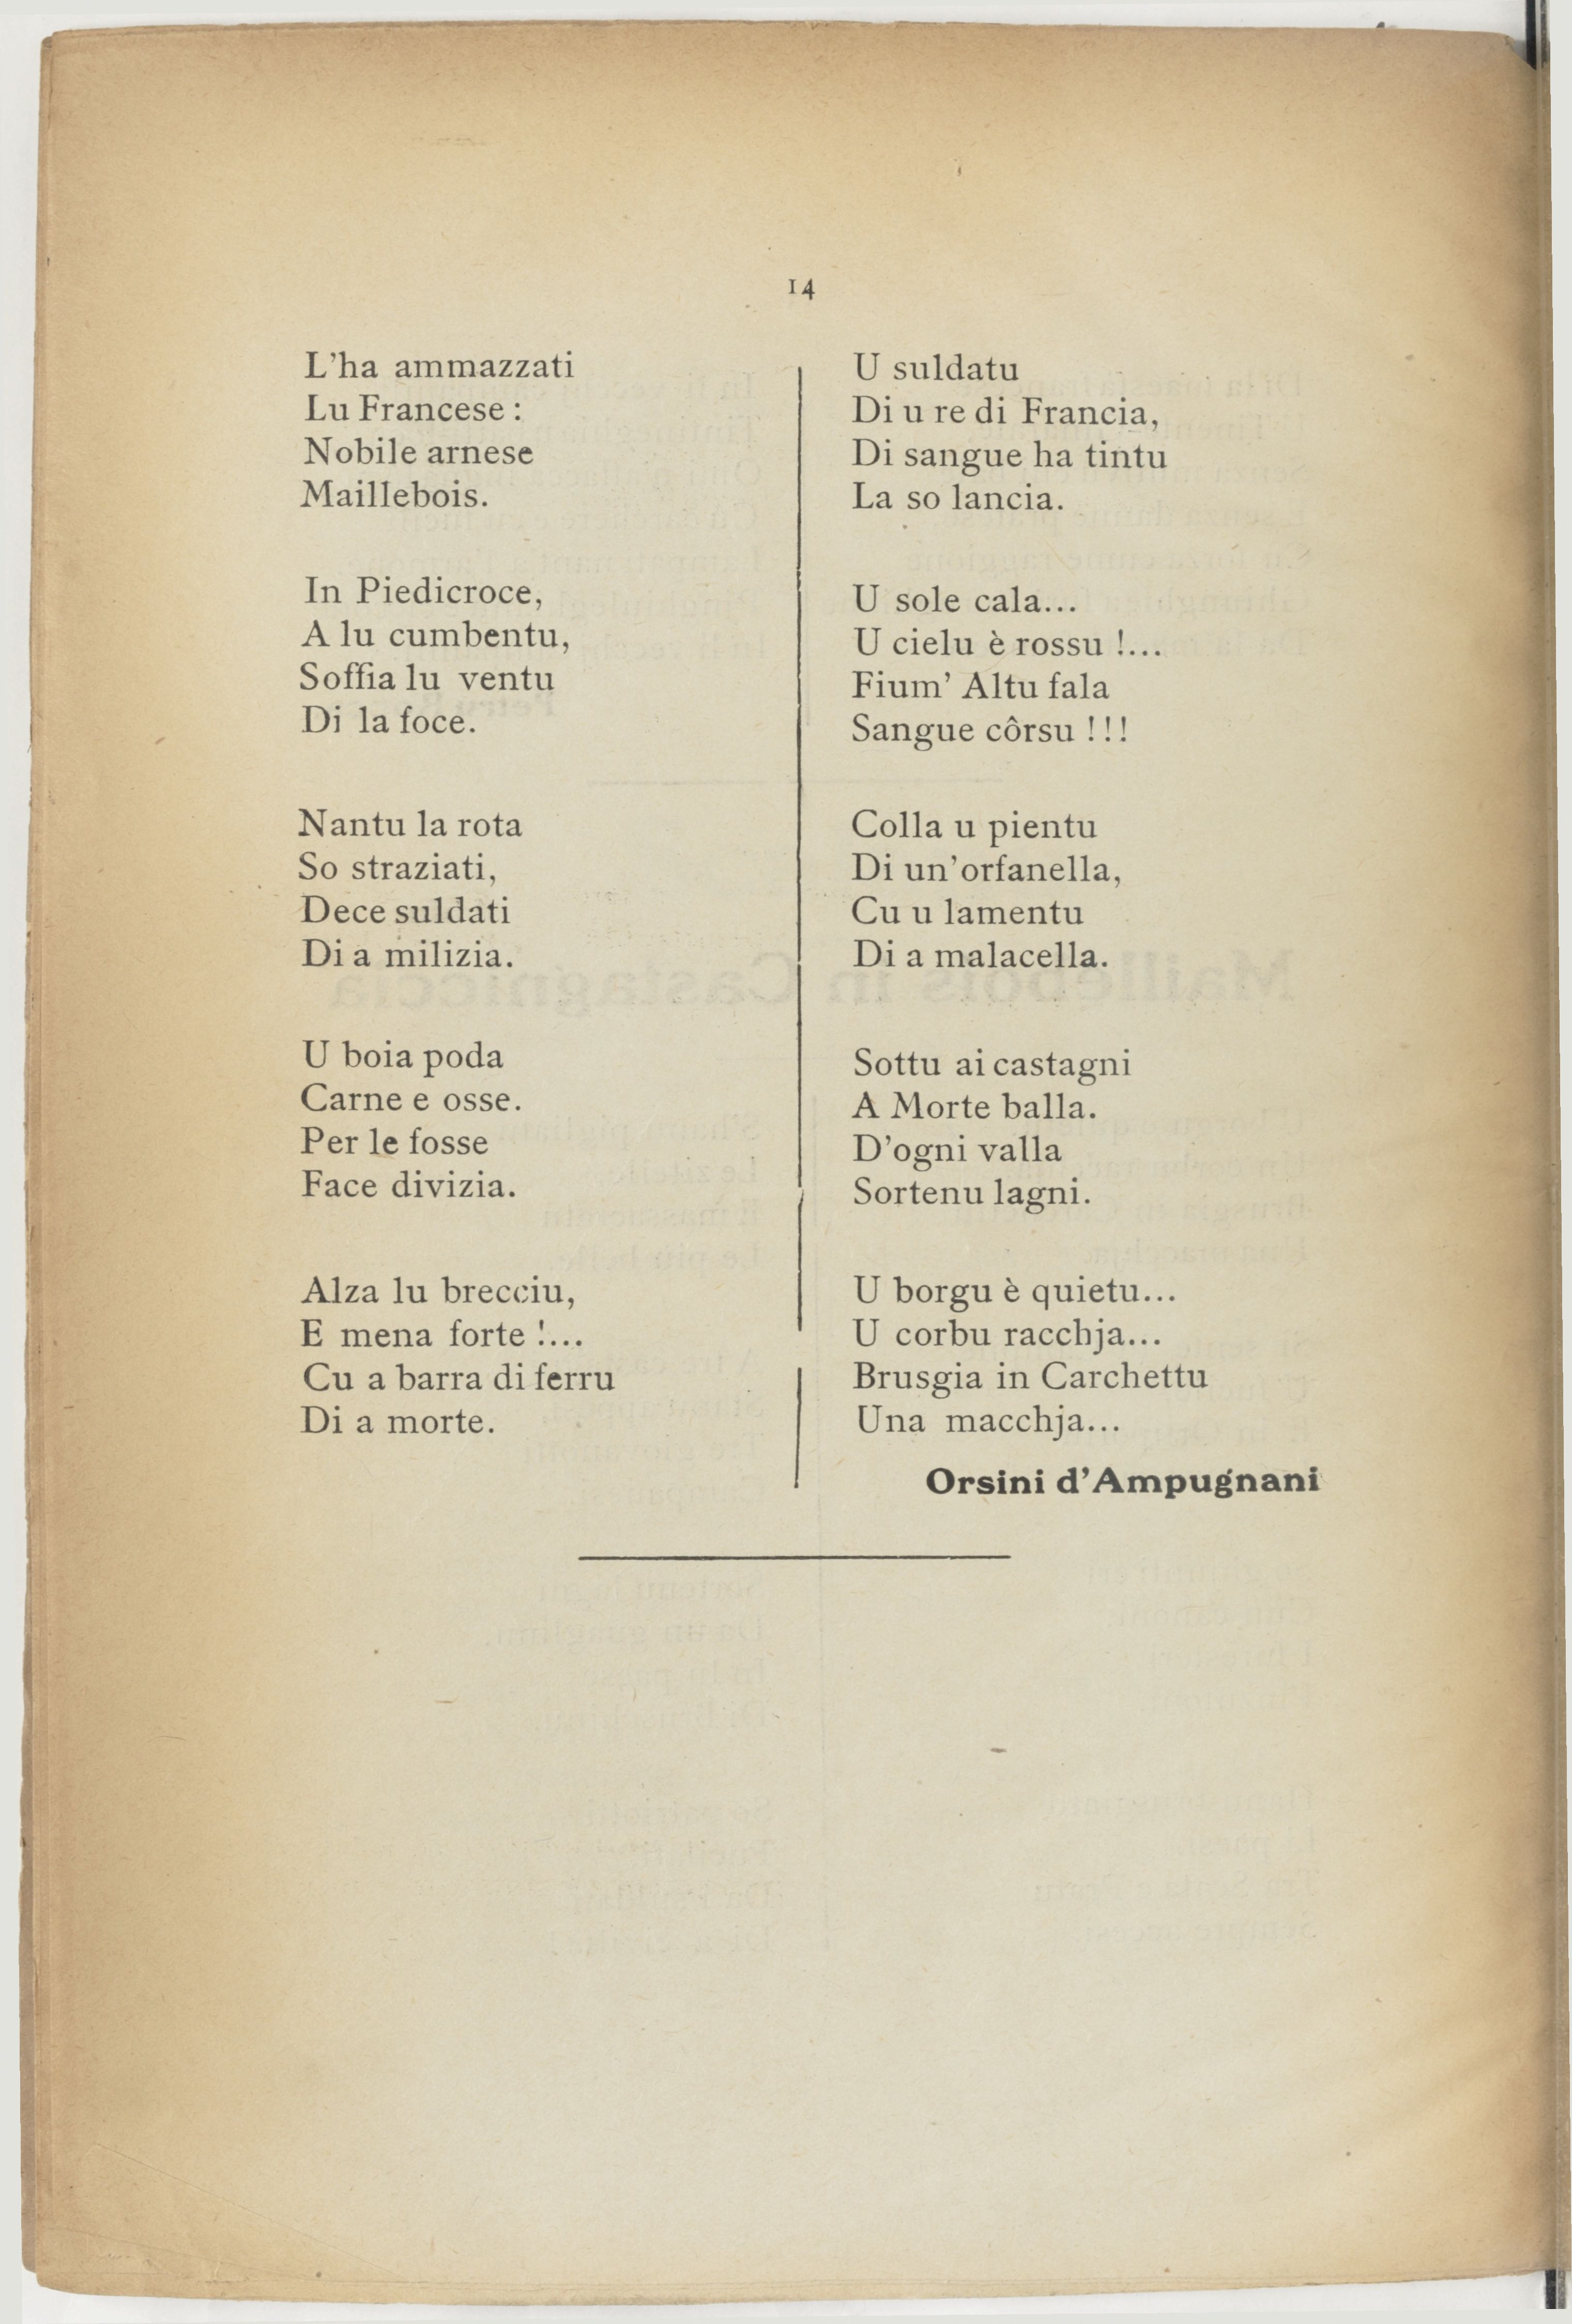 14
L'ha ammazzati
Lu Francese :
Nobile arnese
Maillebois.
In Piedicroce,
A lu cumbentu,
Soffia lu ventu
Di la foce.
Nantu la rota
So straziati,
Dece suldati
Di a milizia.
U boia poda
Carne e osse.
Per le fosse
Face divizia.
Alza lu brecciu,
E mena forte !...
Cu a barra di ferru
Di a morte.
U suldatu
Di u re di Francia,
Di sangue ha tintu
La so lancia.
U sole cala...
U cielu è rossu !...
Fium' Altu fala
Sangue côrsu !!!
Colla u pientu
Di un'orfanella,
Cu u lamentu
Di a malacella.
Sottu ai castagni
A Morte balla.
D'ogni valla
Sortenu lagni.
U borgu è quietu...
U corbu racchja...
Brusgia in Carchettu
Una macchja...
Orsini d'Ampugnani